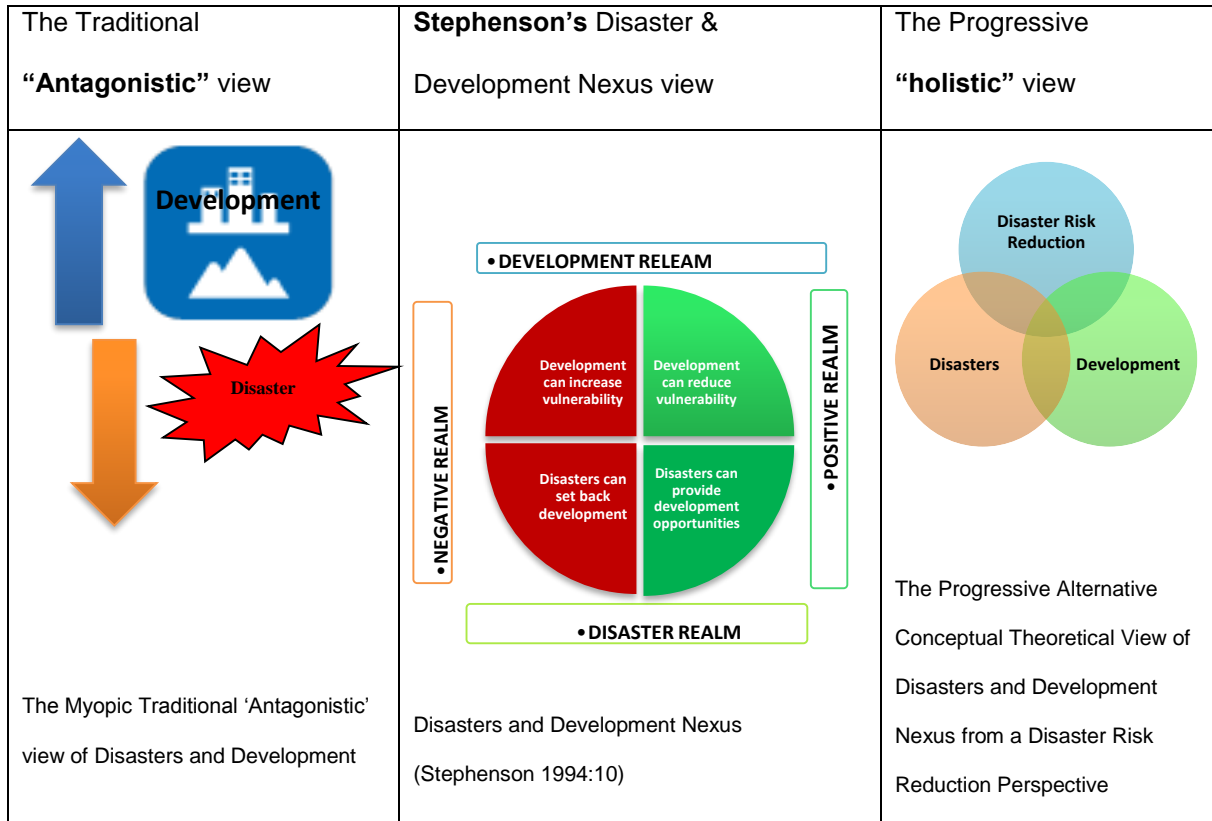 The Traditional
“Antagonistic” view
Stephenson’s Disaster &
Development Nexus view
The Progressive
“holistic” view
Development
Disaster
The Myopic Traditional ‘Antagonistic’
view of Disasters and Development
•DEVELOPMENT RELEAM
•NEGATIVE REALM
Development
can increase
vulnerability
Development
can reduce
vulnerability
Disasters can
set back
development
Disasters can
provide
development
opportunities
•POSITIVE REALM
•DISASTER REALM
Disasters and Development Nexus
(Stephenson 1994:10)
Disaster Risk
Reduction
Disasters
Development
The Progressive Alternative
Conceptual Theoretical View of
Disasters and Development
Nexus from a Disaster Risk
Reduction Perspective